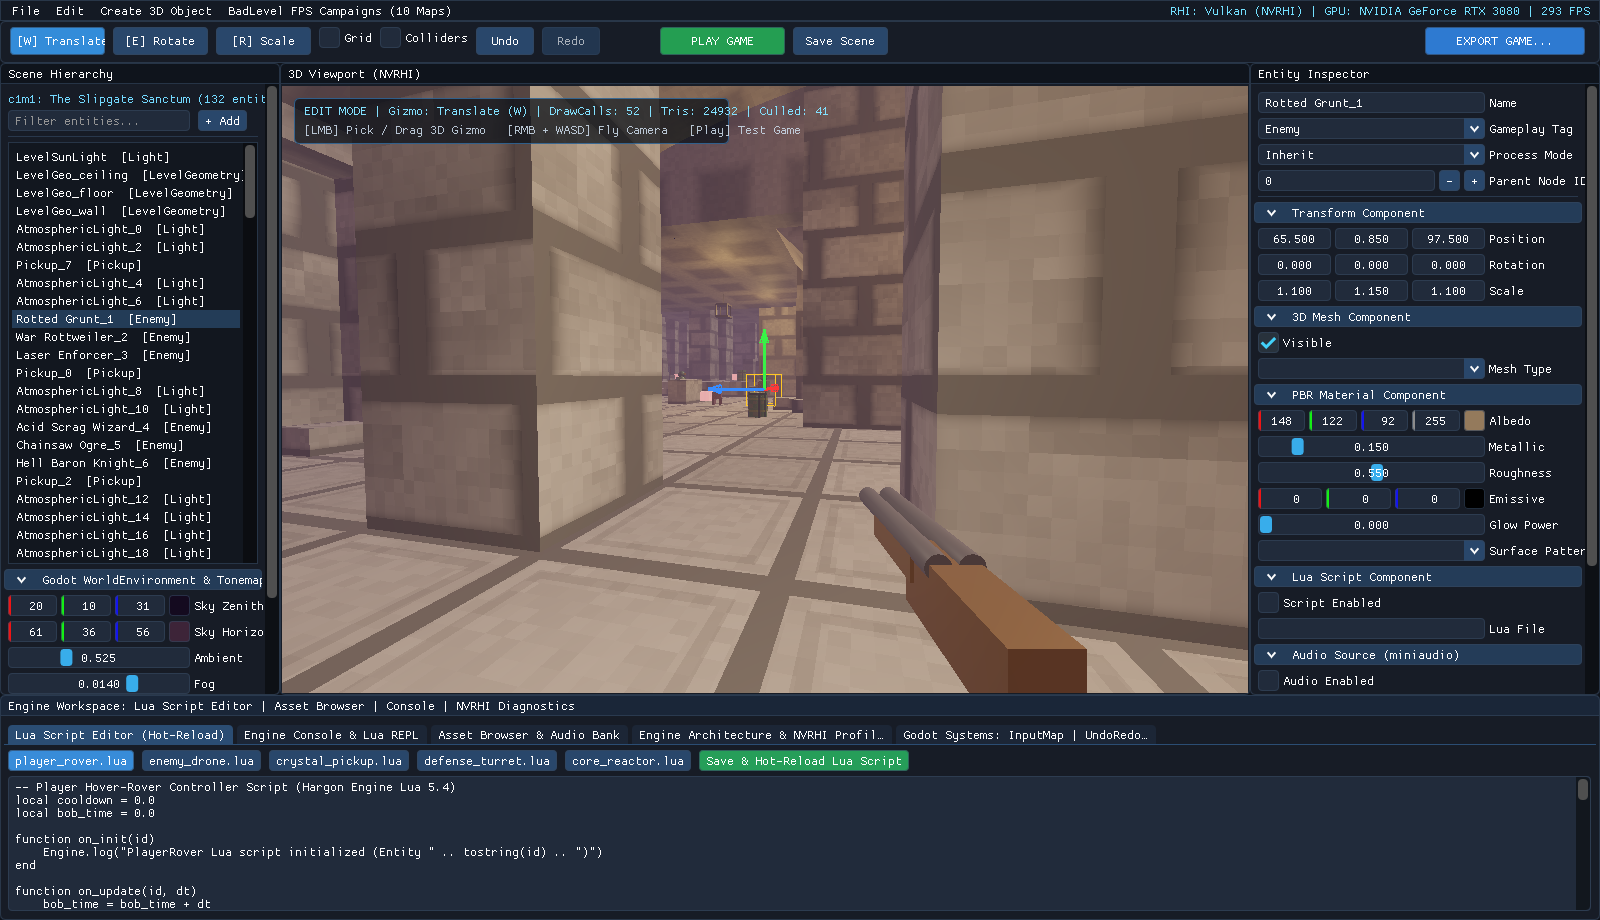 File Edit Create 3D Object BadLevel FPS Campaigns (10 Maps) RHI: Vulkan (NVRHI) | GPU: NVIDIA GeForce RTX 3080 | 293 FPS
[W] Translate [E] Rotate [R] Scale Grid Colliders Undo Redo PLAY GAME Save Scene EXPORT GAME...
Scene Hierarchy
c1m1: The Slipgate Sanctum (132 entit
Filter entities... + Add
LevelSunLight [Light]
LevelGeo_ceiling [LevelGeometry]
LevelGeo_floor [LevelGeometry]
LevelGeo_wall [LevelGeometry]
AtmosphericLight_0 [Light]
AtmosphericLight_2 [Light]
Pickup_7 [Pickup]
AtmosphericLight_4 [Light]
AtmosphericLight_6 [Light]
Rotted Grunt_1 [Enemy]
War Rottweiler_2 [Enemy]
Laser Enforcer_3 [Enemy]
Pickup_0 [Pickup]
AtmosphericLight_8 [Light]
AtmosphericLight_10 [Light]
Acid Scrag Wizard_4 [Enemy]
Chainsaw Ogre_5 [Enemy]
Hell Baron Knight_6 [Enemy]
Pickup_2 [Pickup]
AtmosphericLight_12 [Light]
AtmosphericLight_14 [Light]
AtmosphericLight_16 [Light]
AtmosphericLight_18 [Light]
Godot WorldEnvironment & Tonemap
20 10 31 Sky Zenith
61 36 56 Sky Horizo
0.525 Ambient
0.0140 Fog
3D Viewport (NVRHI)
EDIT MODE | Gizmo: Translate (W) | DrawCalls: 52 | Tris: 24932 | Culled: 41
[LMB] Pick / Drag 3D Gizmo [RMB + WASD] Fly Camera [Play] Test Game
Entity Inspector
Rotted Grunt_1 Name
Enemy Gameplay Tag
Inherit Process Mode
0 - + Parent Node ID
Transform Component
65.500 0.850 97.500 Position
0.000 0.000 0.000 Rotation
1.100 1.150 1.100 Scale
3D Mesh Component
Visible
Mesh Type
PBR Material Component
148 122 92 255 Albedo
0.150 Metallic
0.550 Roughness
0 0 0 Emissive
0.000 Glow Power
Surface Patter
Lua Script Component
Script Enabled
Lua File
Audio Source (miniaudio)
Audio Enabled
Engine Workspace: Lua Script Editor | Asset Browser | Console | NVRHI Diagnostics
Lua Script Editor (Hot-Reload) Engine Console & Lua REPL Asset Browser & Audio Bank Engine Architecture & NVRHI Profil… Godot Systems: InputMap | UndoRedo…
player_rover.lua enemy_drone.lua crystal_pickup.lua defense_turret.lua core_reactor.lua Save & Hot-Reload Lua Script
-- Player Hover-Rover Controller Script (Hargon Engine Lua 5.4)
local cooldown = 0.0
local bob_time = 0.0
function on_init(id)
Engine.log("PlayerRover Lua script initialized (Entity " .. tostring(id) .. ")")
end
function on_update(id, dt)
bob_time = bob_time + dt